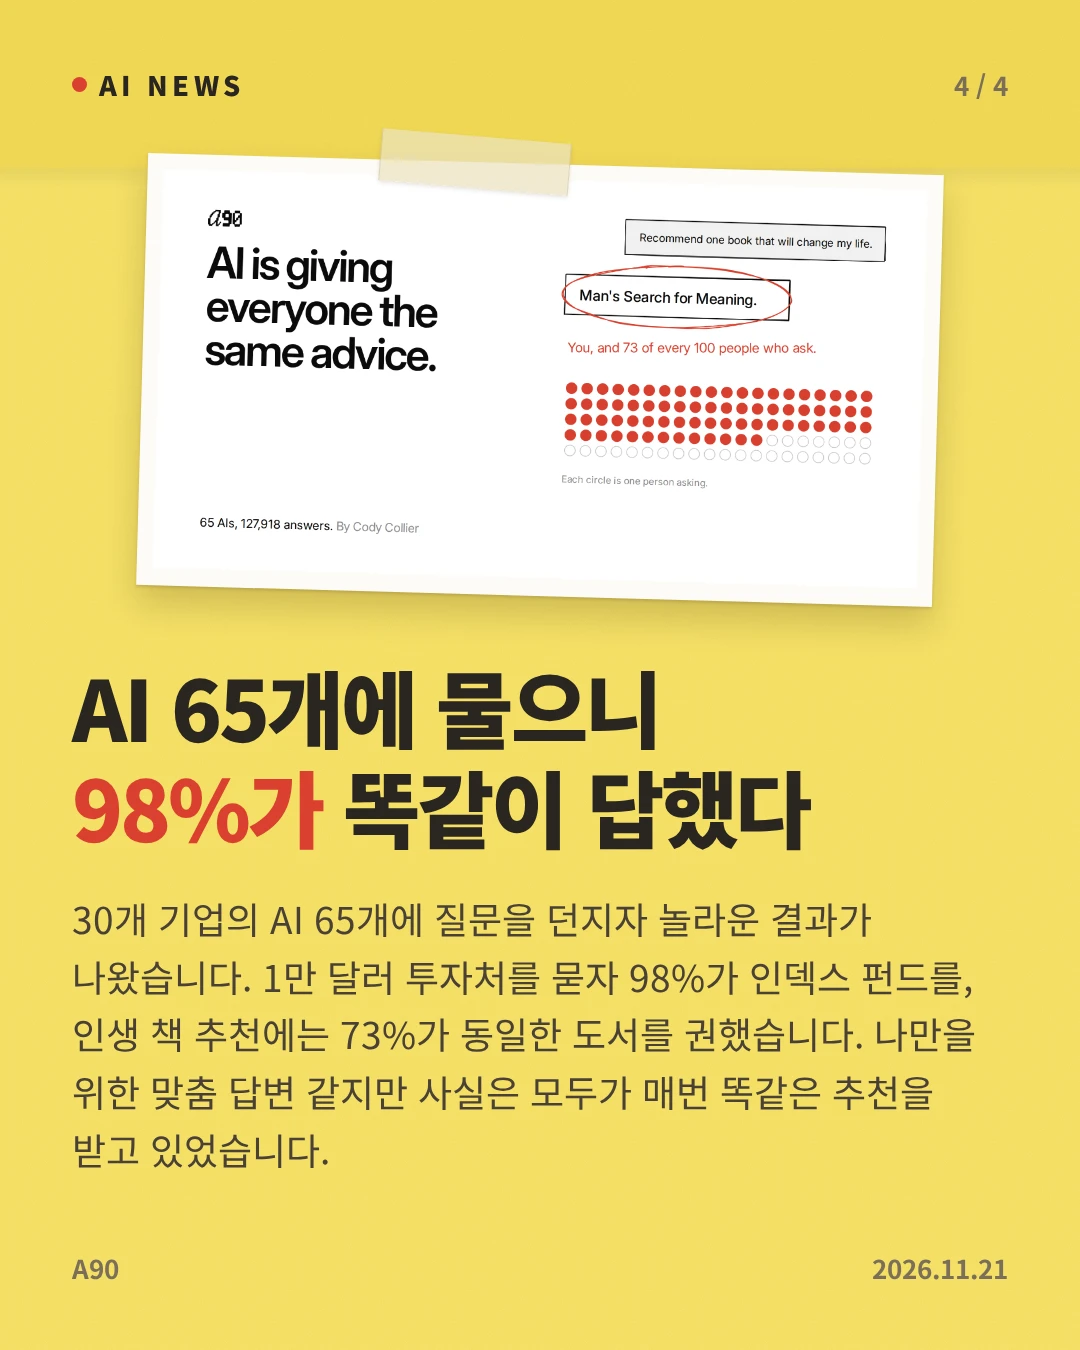 AI NEWS
4 / 4
a90
AI is giving
everyone the
same advice.
65 AIs, 127,918 answers. By Cody Collier
Recommend one book that will change my life.
Man's Search for Meaning.
You, and 73 of every 100 people who ask.
Each circle is one person asking.
AI 65개에 물으니
98%가 똑같이 답했다
30개 기업의 AI 65개에 질문을 던지자 놀라운 결과가
나왔습니다. 1만 달러 투자처를 묻자 98%가 인덱스 펀드를,
인생 책 추천에는 73%가 동일한 도서를 권했습니다. 나만을
위한 맞춤 답변 같지만 사실은 모두가 매번 똑같은 추천을
받고 있었습니다.
A90
2026.11.21